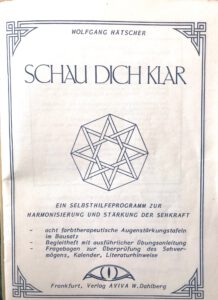 WOLFGANG HÄTSCHER
SCHAU DICH KLAR
EIN SELBSTHILFEPROGRAMM ZUR
HARMONISIERUNG UND STÄRKUNG DER SEHKRAFT
- acht farbtherapeutische Augenstärkungstafeln
im Bausatz
- Begleitheft mit ausführlicher Übungsanleitung
- Fragebogen zur Überprüfung des Sehver-
mögens, Kalender, Literaturhinweise
Frankfurt, Verlag AVIVA W.Dahlberg